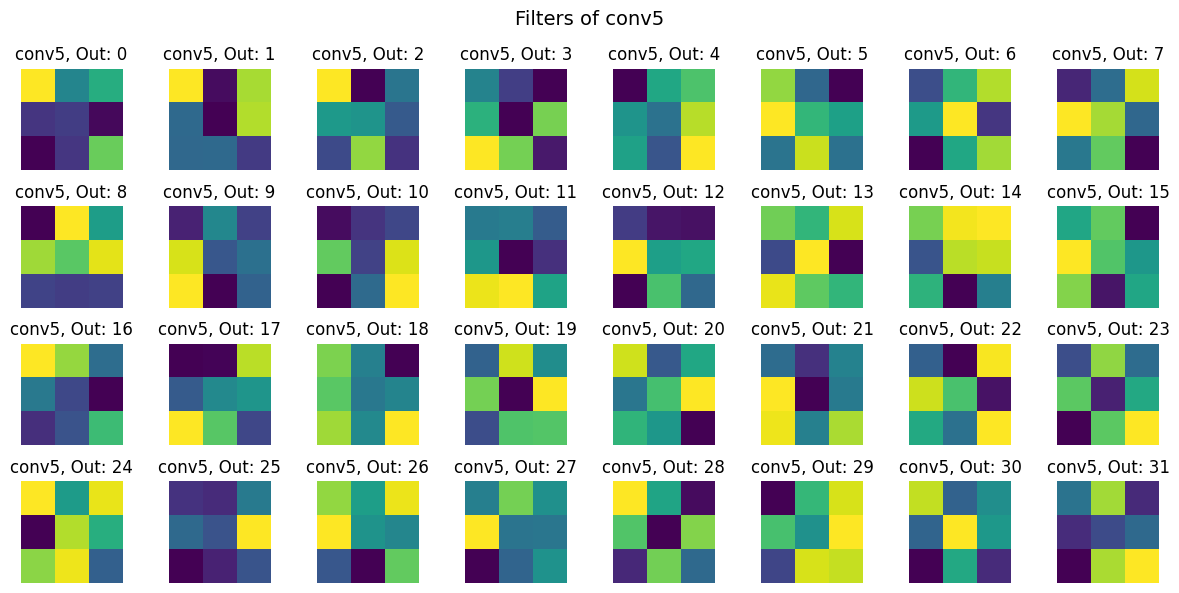 Filters of conv5
conv5, Out: 0 conv5, Out: 1 conv5, Out: 2 conv5, Out: 3 conv5, Out: 4 conv5, Out: 5 conv5, Out: 6 conv5, Out: 7
conv5, Out: 8 conv5, Out: 9 conv5, Out: 10 conv5, Out: 11 conv5, Out: 12 conv5, Out: 13 conv5, Out: 14 conv5, Out: 15
conv5, Out: 16 conv5, Out: 17 conv5, Out: 18 conv5, Out: 19 conv5, Out: 20 conv5, Out: 21 conv5, Out: 22 conv5, Out: 23
conv5, Out: 24 conv5, Out: 25 conv5, Out: 26 conv5, Out: 27 conv5, Out: 28 conv5, Out: 29 conv5, Out: 30 conv5, Out: 31